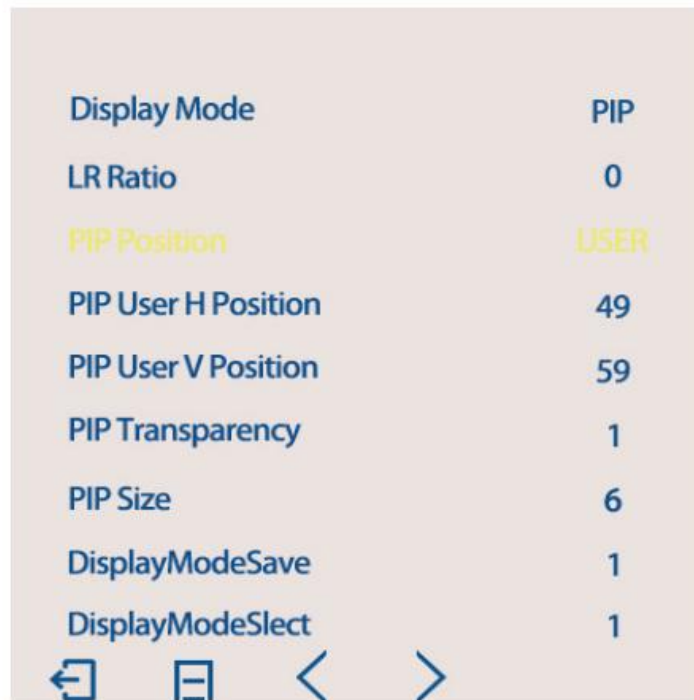 Display Mode PIP
LR Ratio 0
PIP Position USER
PIP User H Position 49
PIP User V Position 59
PIP Transparency 1
PIP Size 6
DisplayModeSave 1
DisplayModeSlect 1